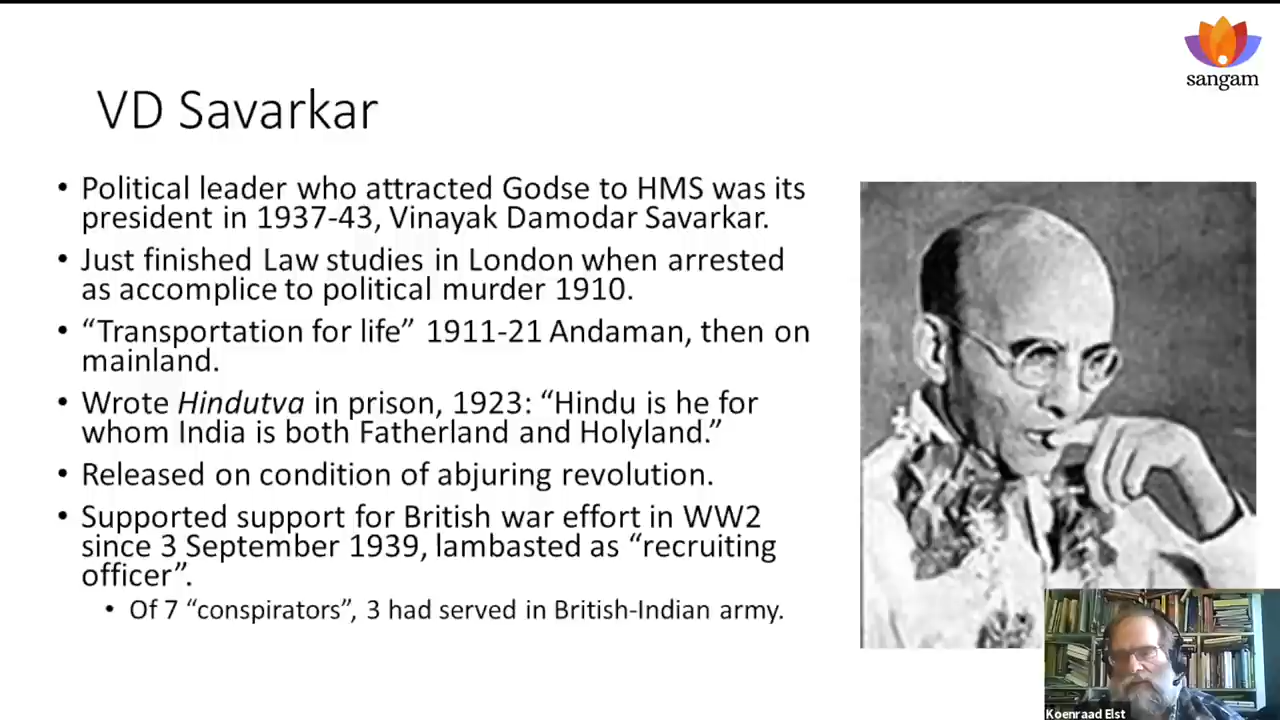 sangam
VD Savarkar
• Political leader who attracted Godse to HMS was its
president in 1937-43, Vinayak Damodar Savarkar.
• Just finished Law studies in London when arrested
as accomplice to political murder 1910.
• “Transportation for life” 1911-21 Andaman, then on
mainland.
• Wrote Hindutva in prison, 1923: “Hindu is he for
whom India is both Fatherland and Holyland.”
• Released on condition of abjuring revolution.
• Supported support for British war effort in WW2
since 3 September 1939, lambasted as “recruiting
officer”.
• Of 7 “conspirators”, 3 had served in British-Indian army.
Koenraad Elst